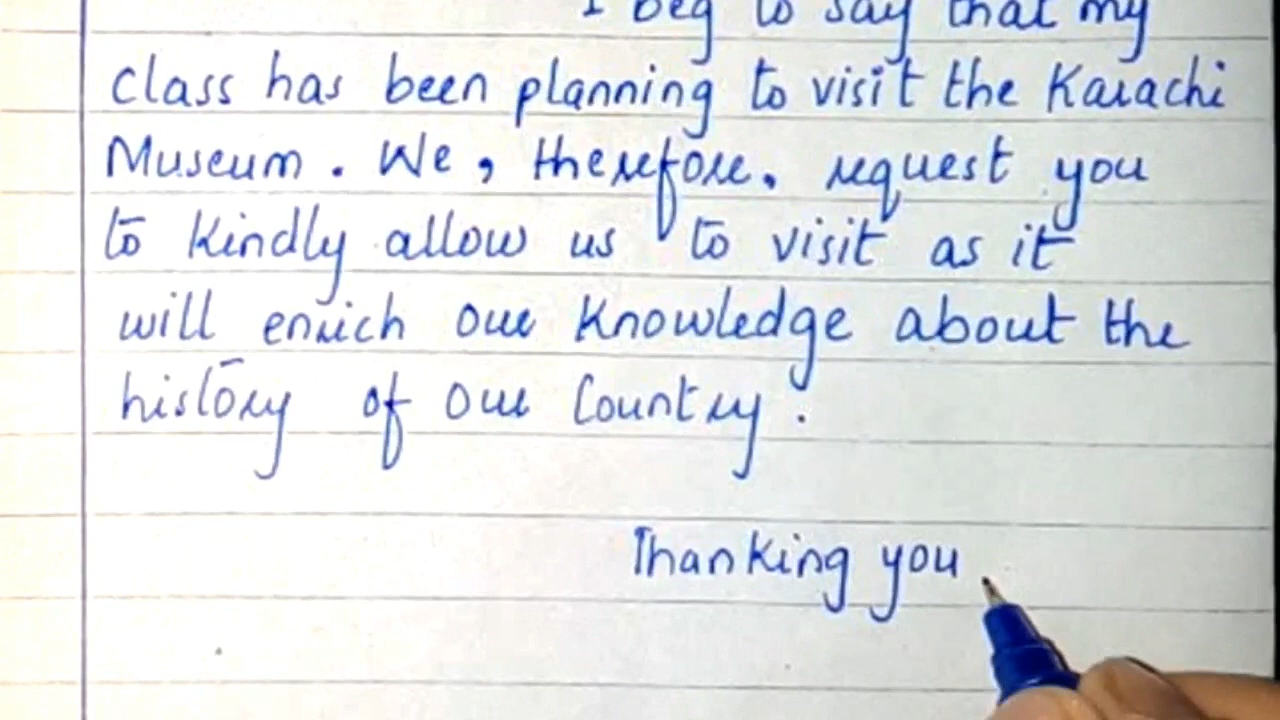 I beg to say that my
class has been planning to visit the Karachi
Museum. We, therefore. request you
to kindly allow us to visit as it
will enrich our knowledge about the
history of our Country.
Thanking you